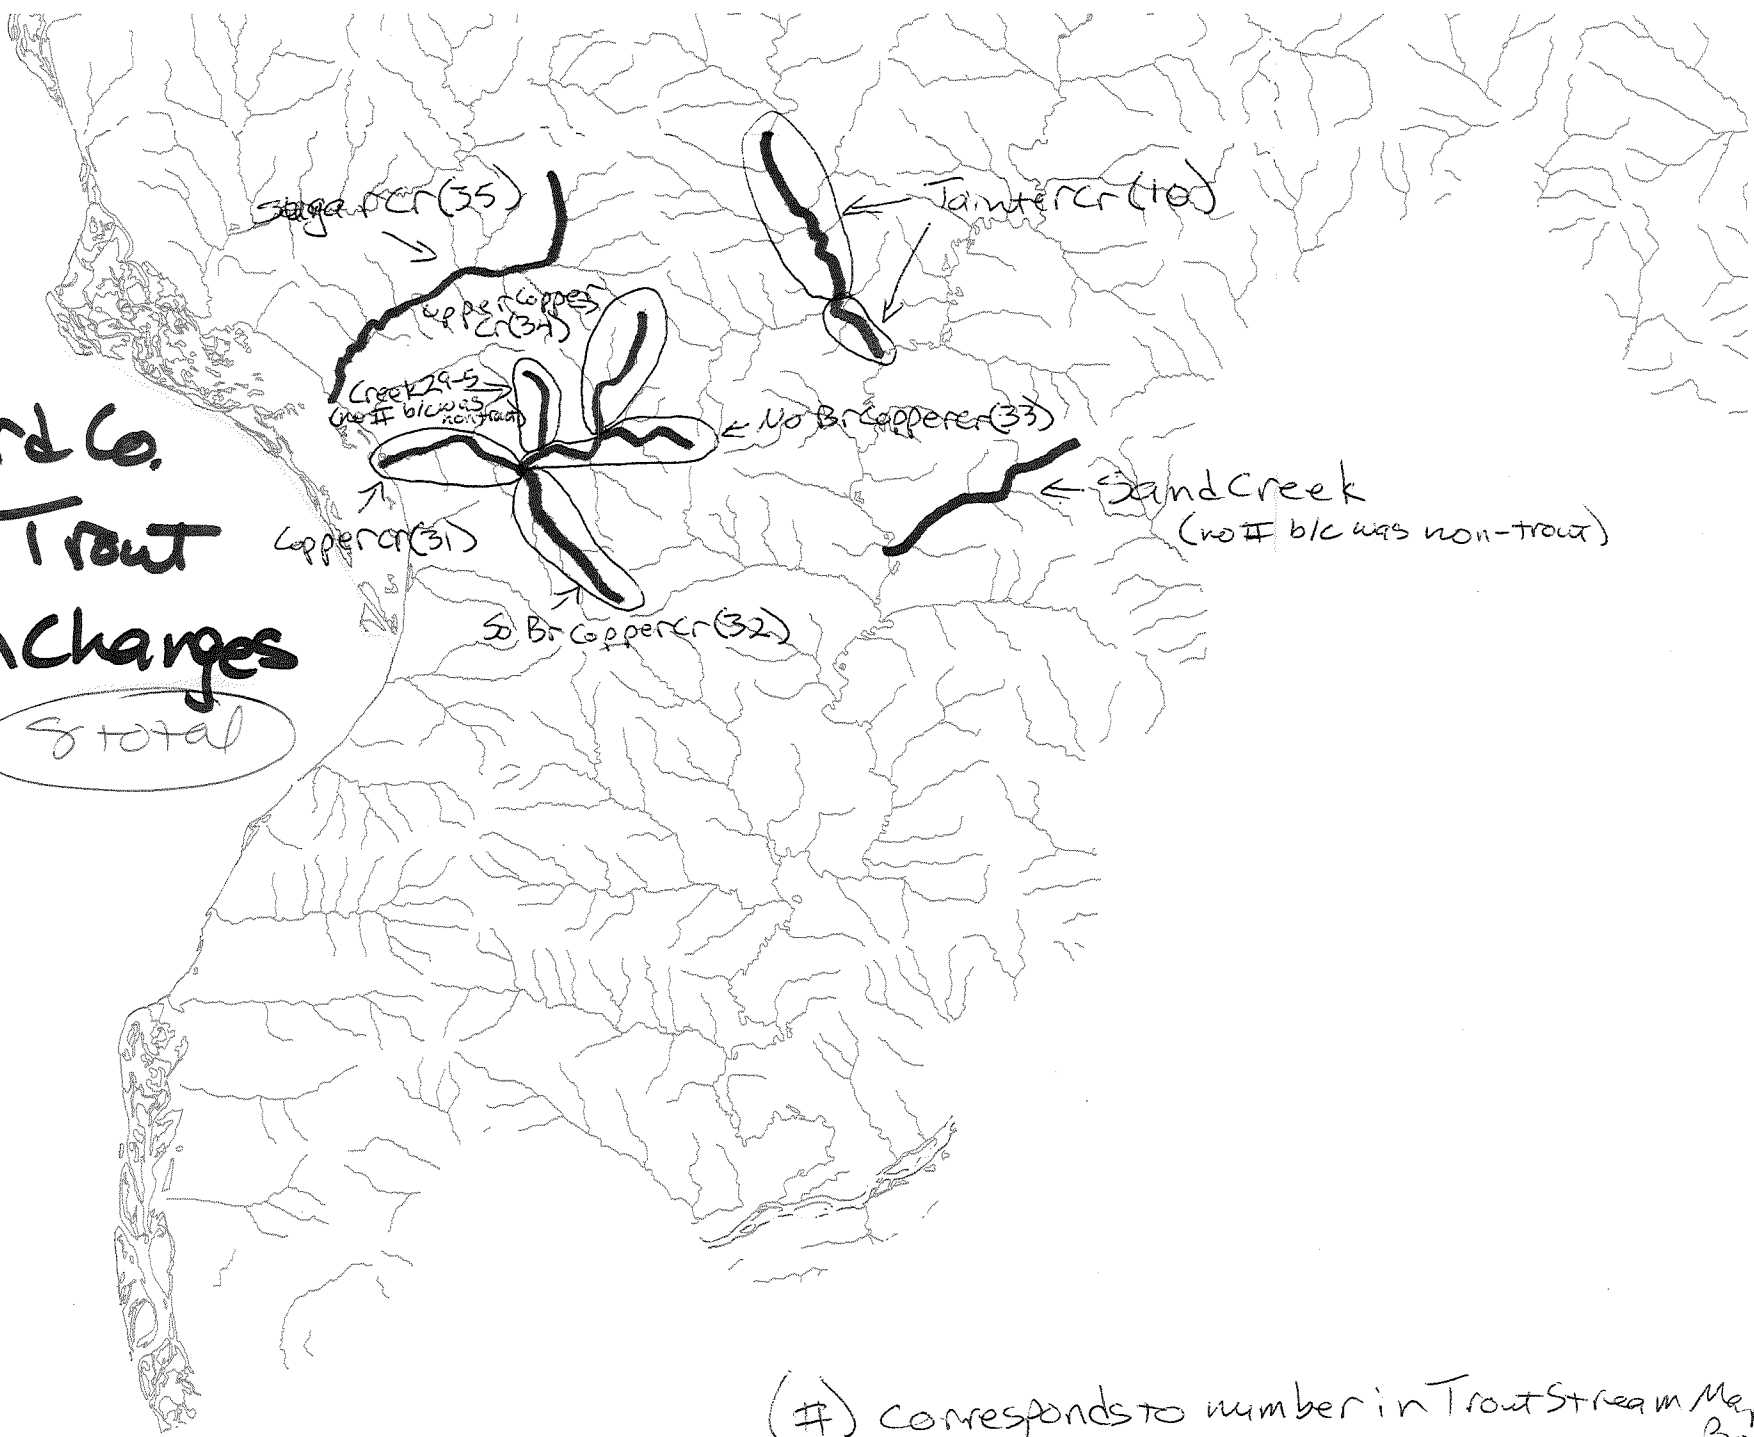 Sugar Cr (35)
Tainter Cr (10)
Upper Copper
Cr (34)
Creek 29-5
(no # b/c was
non trout)
No Br Copper Cr (33)
rd Co.
Trout
Sand Creek
(no # b/c was non-trout)
Copper Cr (31)
Changes
So Br Copper Cr (32)
8 total
(#) corresponds to number in Trout Stream